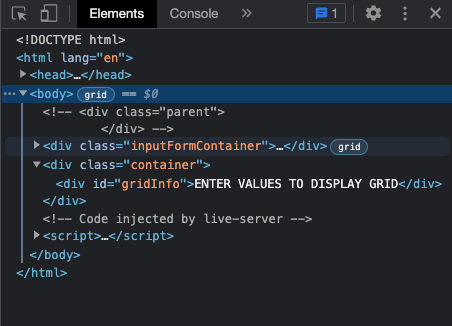 Elements Console » 1
<!DOCTYPE html>
<html lang="en">
<head>…</head>
<body> grid == $0
<!-- <div class="parent">
</div> -->
<div class="inputFormContainer">…</div> grid
<div class="container">
<div id="gridInfo">ENTER VALUES TO DISPLAY GRID</div>
</div>
<!-- Code injected by live-server -->
<script>…</script>
</body>
</html>